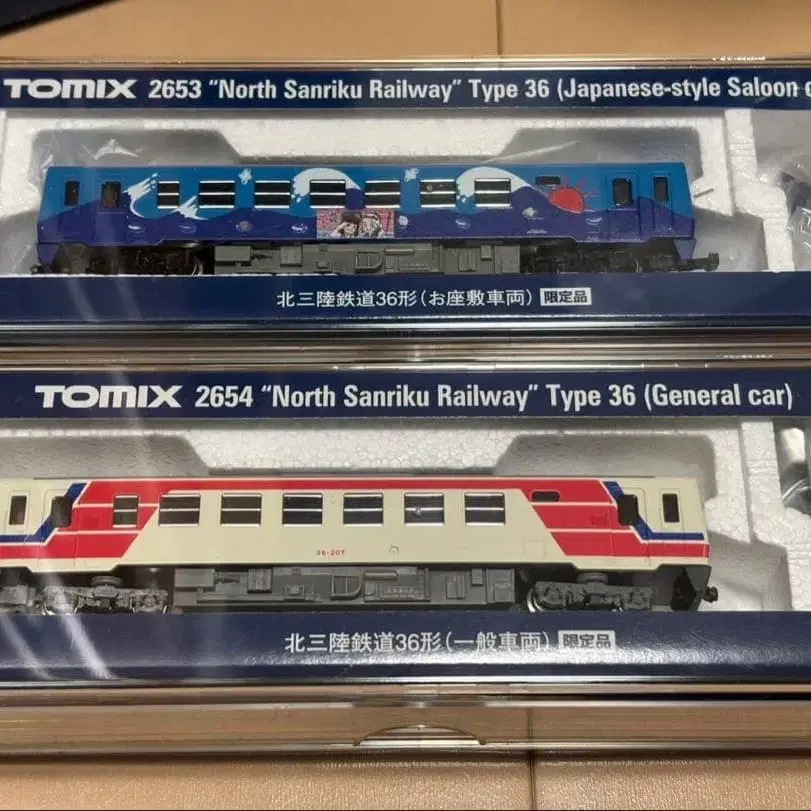 TOMIX 2653 "North Sanriku Railway" Type 36 (Japanese-style Saloon
北三陸鉄道36形(お座敷車両) 限定品
TOMIX 2654 "North Sanriku Railway" Type 36 (General car)
36-207
北三陸鉄道36形(一般車両) 限定品